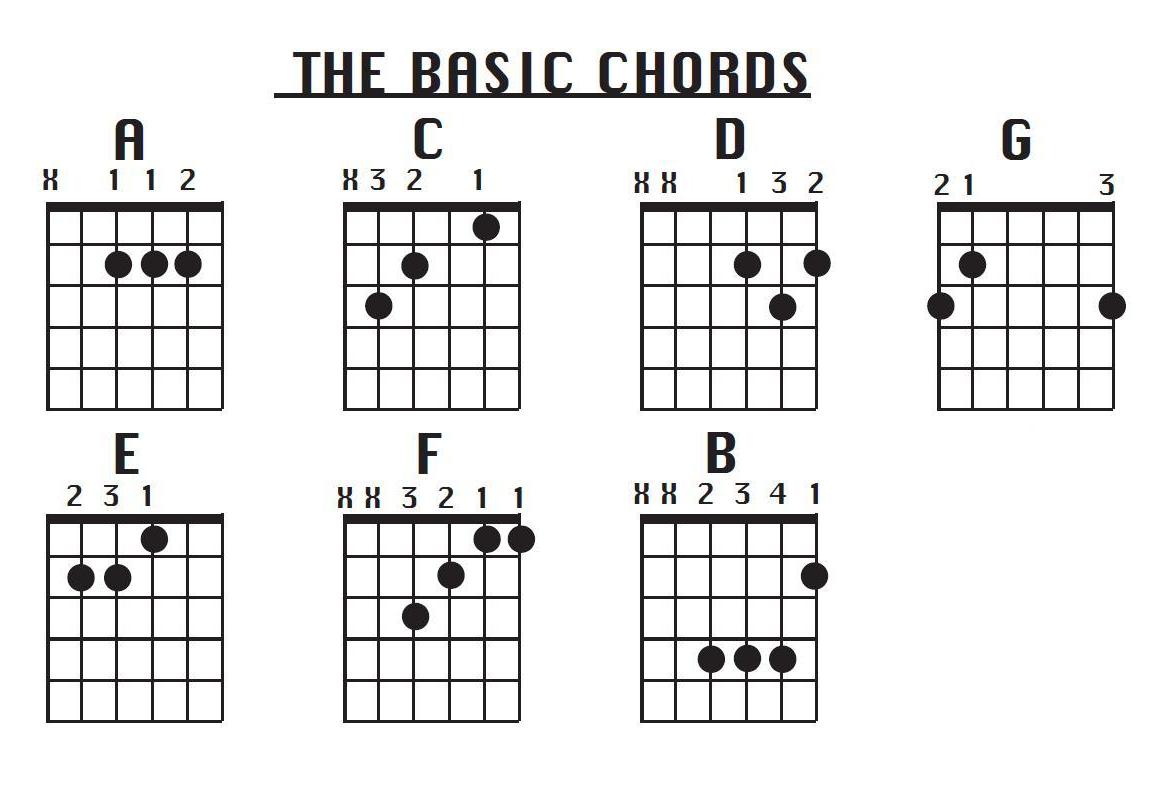 THE BASIC CHORDS
A C D G
X 1 1 2 X 3 2 1 X X 1 3 2 2 1 3
E F B
2 3 1 X X 3 2 1 1 X X 2 3 4 1